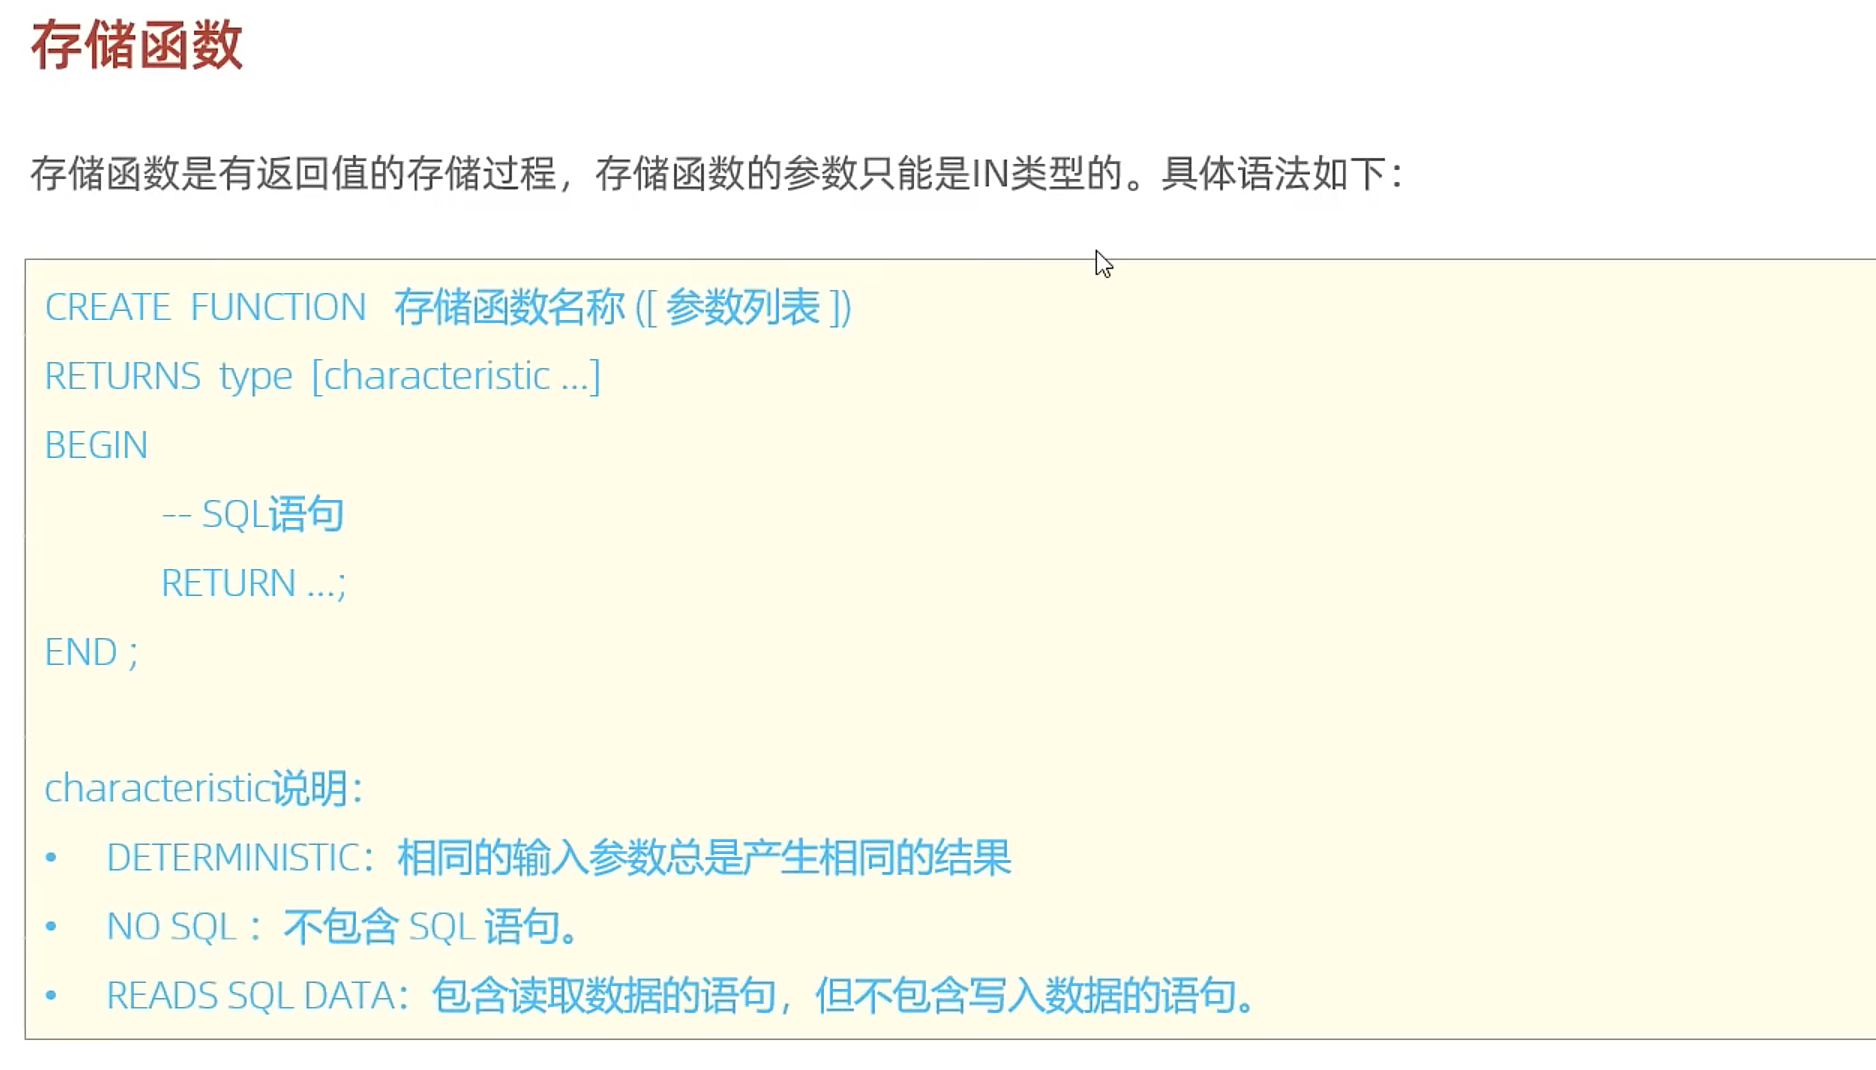 存储函数
存储函数是有返回值的存储过程，存储函数的参数只能是IN类型的。具体语法如下：
CREATE FUNCTION 存储函数名称 ([ 参数列表 ])
RETURNS type [characteristic ...]
BEGIN
-- SQL语句
RETURN ...;
END ;
characteristic说明：
• DETERMINISTIC：相同的输入参数总是产生相同的结果
• NO SQL ：不包含 SQL 语句。
• READS SQL DATA：包含读取数据的语句，但不包含写入数据的语句。